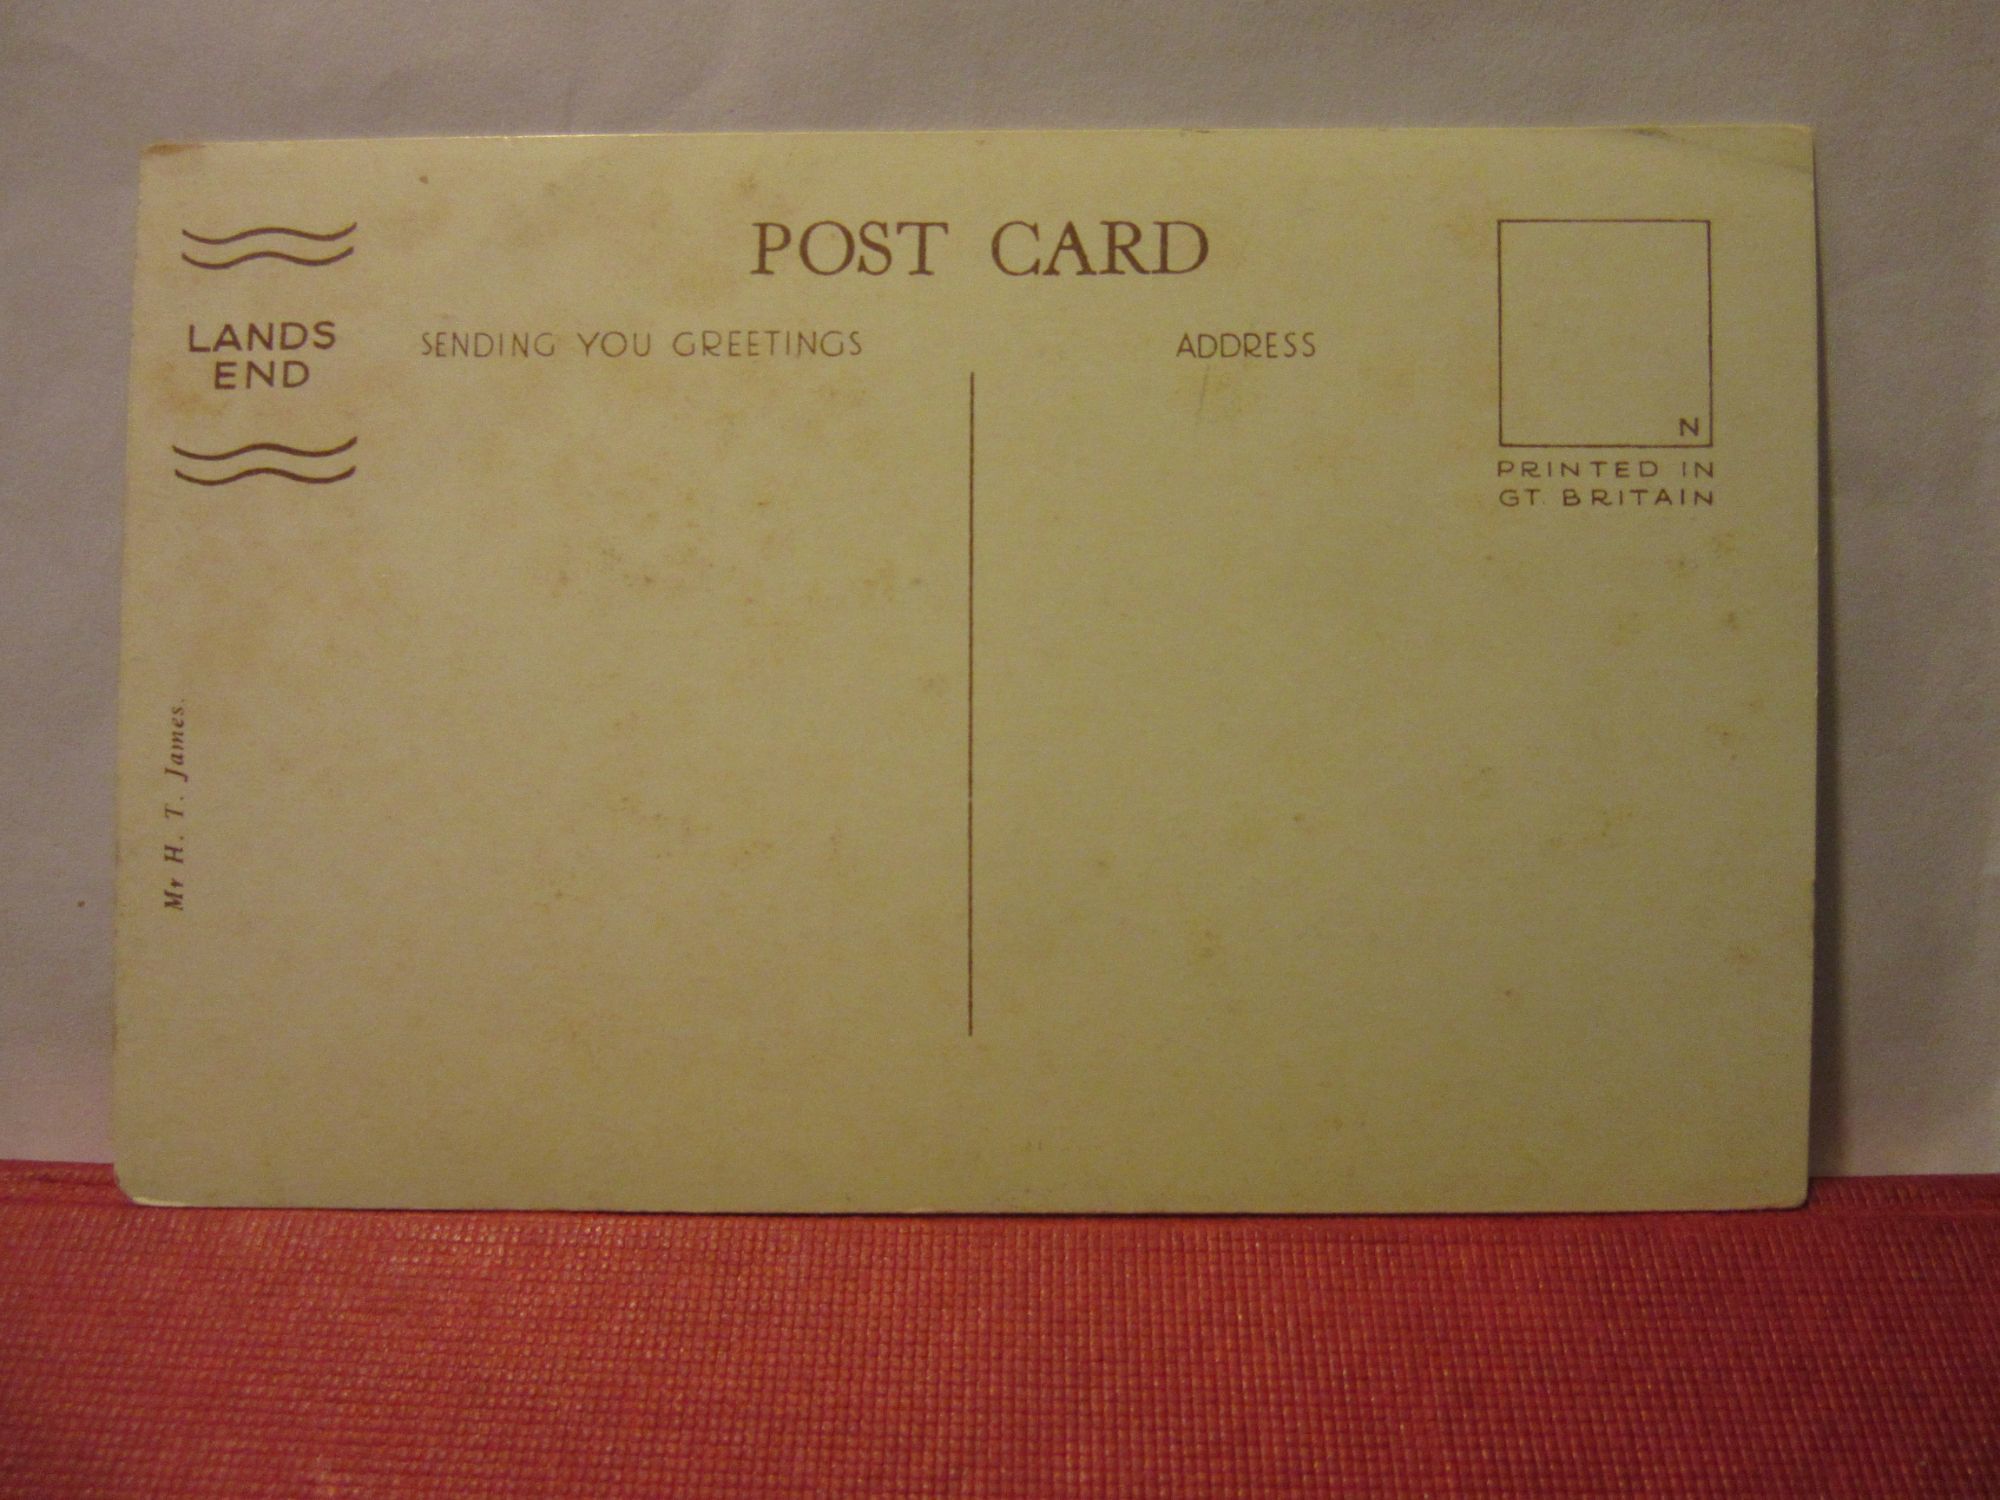 POST CARD
LANDS
END
SENDING YOU GREETINGS
ADDRESS
N
PRINTED IN
GT. BRITAIN
Mr H. T. James.